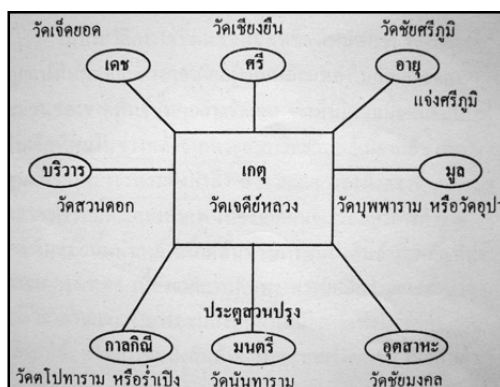 วัดเจ็ดยอด
วัดเชียงยืน
วัดชัยศรีภูมิ
เดช
ศรี
อายุ
แจ่งศรีภูมิ
บริวาร
เกตุ
มูล
วัดสวนดอก
วัดเจดีย์หลวง
วัดบุพพาราม หรือวัดอุปา
ประตูสวนปรุง
กาลกิณี
มนตรี
อุตสาหะ
วัดตโปทาราม หรือร่ำเปิง
วัดนันทาราม
วัดชัยมงคล